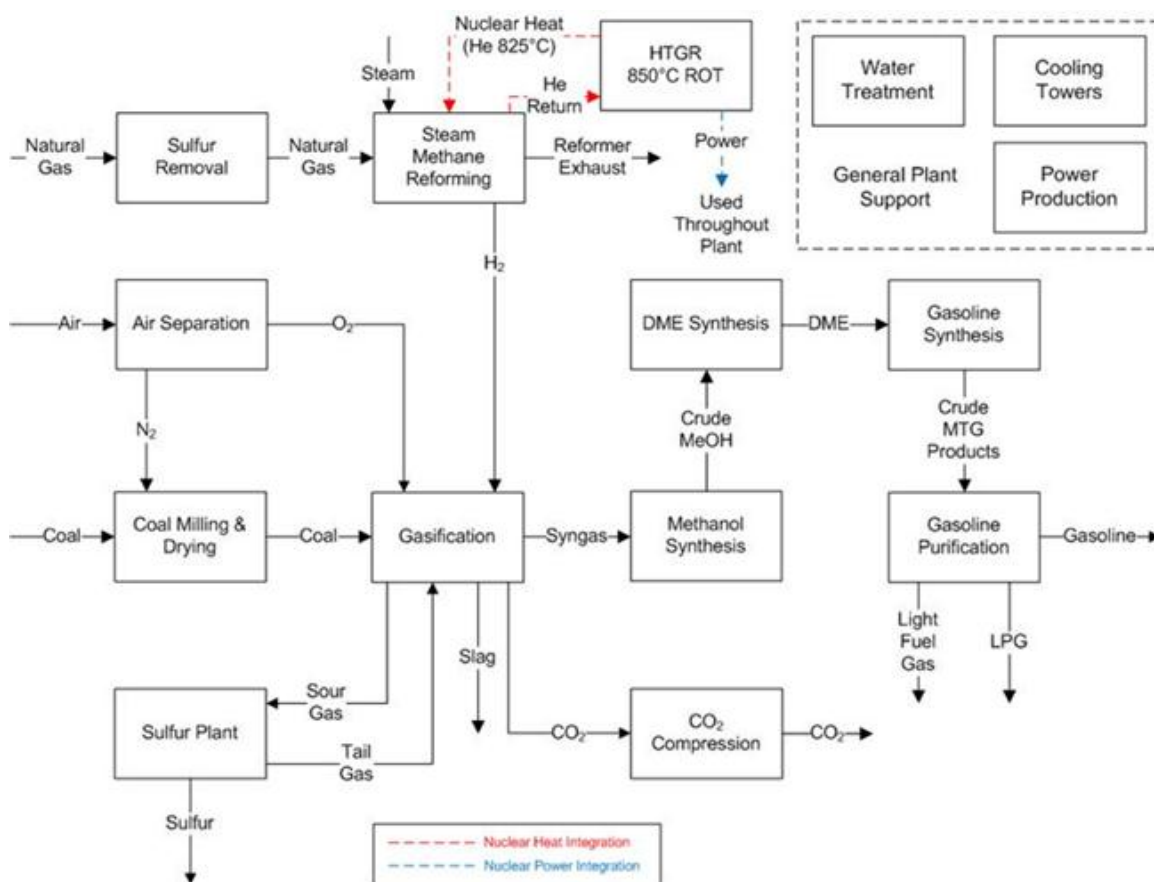 Nuclear Heat
(He 825°C)
HTGR
850°C ROT
Water
Treatment
Cooling
Towers
Steam
He
Return
Natural
Gas
Sulfur
Removal
Natural
Gas
Steam
Methane
Reforming
Reformer
Exhaust
Power
General Plant
Support
Power
Production
Used
Throughout
Plant
H₂
Air
Air Separation
O₂
DME Synthesis
DME
Gasoline
Synthesis
N₂
Crude
MeOH
Crude
MTG
Products
Coal
Coal Milling &
Drying
Coal
Gasification
Syngas
Methanol
Synthesis
Gasoline
Purification
Gasoline
Light
Fuel
Gas
LPG
Slag
Sour
Gas
Sulfur Plant
Tail
Gas
CO₂
CO₂
Compression
CO₂
Sulfur
Nuclear Heat Integration
Nuclear Power Integration